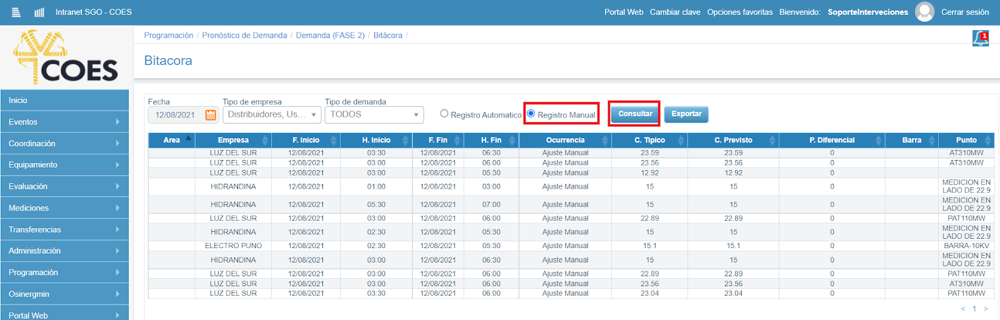 Intranet SGO - COES
Portal Web Cambiar clave Opciones favoritas Bienvenido: SoporteInterveciones Cerrar sesión
COES
Programación / Pronóstico de Demanda / Demanda (FASE 2) / Bitácora /
1
Bitacora
Inicio
Eventos
Coordinación
Equipamiento
Evaluación
Mediciones
Transferencias
Administración
Programación
Osinergmin
Portal Web
Fecha Tipo de empresa Tipo de demanda
12/08/2021 Distribuidores, Us... TODOS Registro Automatico Registro Manual Consultar Exportar
Area Empresa F. Inicio H. Inicio F. Fin H. Fin Ocurrencia C. Tipico C. Previsto P. Diferencial Barra Punto
LUZ DEL SUR 12/08/2021 03:30 12/08/2021 06:30 Ajuste Manual 23.59 23.59 0 AT310MW
LUZ DEL SUR 12/08/2021 03:00 12/08/2021 06:00 Ajuste Manual 23.56 23.56 0 AT310MW
LUZ DEL SUR 12/08/2021 03:00 12/08/2021 05:30 Ajuste Manual 12.92 12.92 0
HIDRANDINA 12/08/2021 01:00 12/08/2021 03:00 Ajuste Manual 15 15 0 MEDICION EN
LADO DE 22.9
HIDRANDINA 12/08/2021 05:30 12/08/2021 07:00 Ajuste Manual 15 15 0 MEDICION EN
LADO DE 22.9
LUZ DEL SUR 12/08/2021 03:00 12/08/2021 06:00 Ajuste Manual 22.89 22.89 0 PAT110MW
HIDRANDINA 12/08/2021 02:30 12/08/2021 05:30 Ajuste Manual 15 15 0 MEDICION EN
LADO DE 22.9
ELECTRO PUNO 12/08/2021 02:30 12/08/2021 05:30 Ajuste Manual 15.1 15.1 0 BARRA-10KV
HIDRANDINA 12/08/2021 03:00 12/08/2021 06:30 Ajuste Manual 15 15 0 MEDICION EN
LADO DE 22.9
LUZ DEL SUR 12/08/2021 03:00 12/08/2021 06:00 Ajuste Manual 22.89 22.89 0 PAT110MW
LUZ DEL SUR 12/08/2021 03:00 12/08/2021 06:00 Ajuste Manual 23.56 23.56 0 AT310MW
LUZ DEL SUR 12/08/2021 03:30 12/08/2021 06:00 Ajuste Manual 23.04 23.04 0 PAT110MW
< 1 >